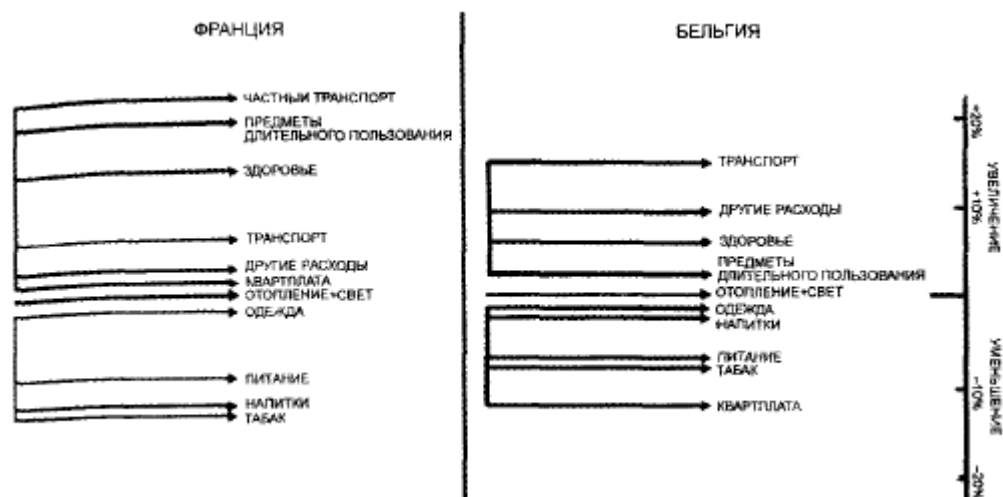 ФРАНЦИЯ
ЧАСТНЫЙ ТРАНСПОРТ
ПРЕДМЕТЫ
ДЛИТЕЛЬНОГО ПОЛЬЗОВАНИЯ
ЗДОРОВЬЕ
ТРАНСПОРТ
ДРУГИЕ РАСХОДЫ
КВАРТПЛАТА
ОТОПЛЕНИЕ+СВЕТ
ОДЕЖДА
ПИТАНИЕ
НАПИТКИ
ТАБАК
БЕЛЬГИЯ
ТРАНСПОРТ
ДРУГИЕ РАСХОДЫ
ЗДОРОВЬЕ
ПРЕДМЕТЫ
ДЛИТЕЛЬНОГО ПОЛЬЗОВАНИЯ
ОТОПЛЕНИЕ+СВЕТ
ОДЕЖДА
НАПИТКИ
ПИТАНИЕ
ТАБАК
КВАРТПЛАТА
+20%
+10%
УВЕЛИЧЕНИЕ
-10%
УМЕНЬШЕНИЕ
-20%